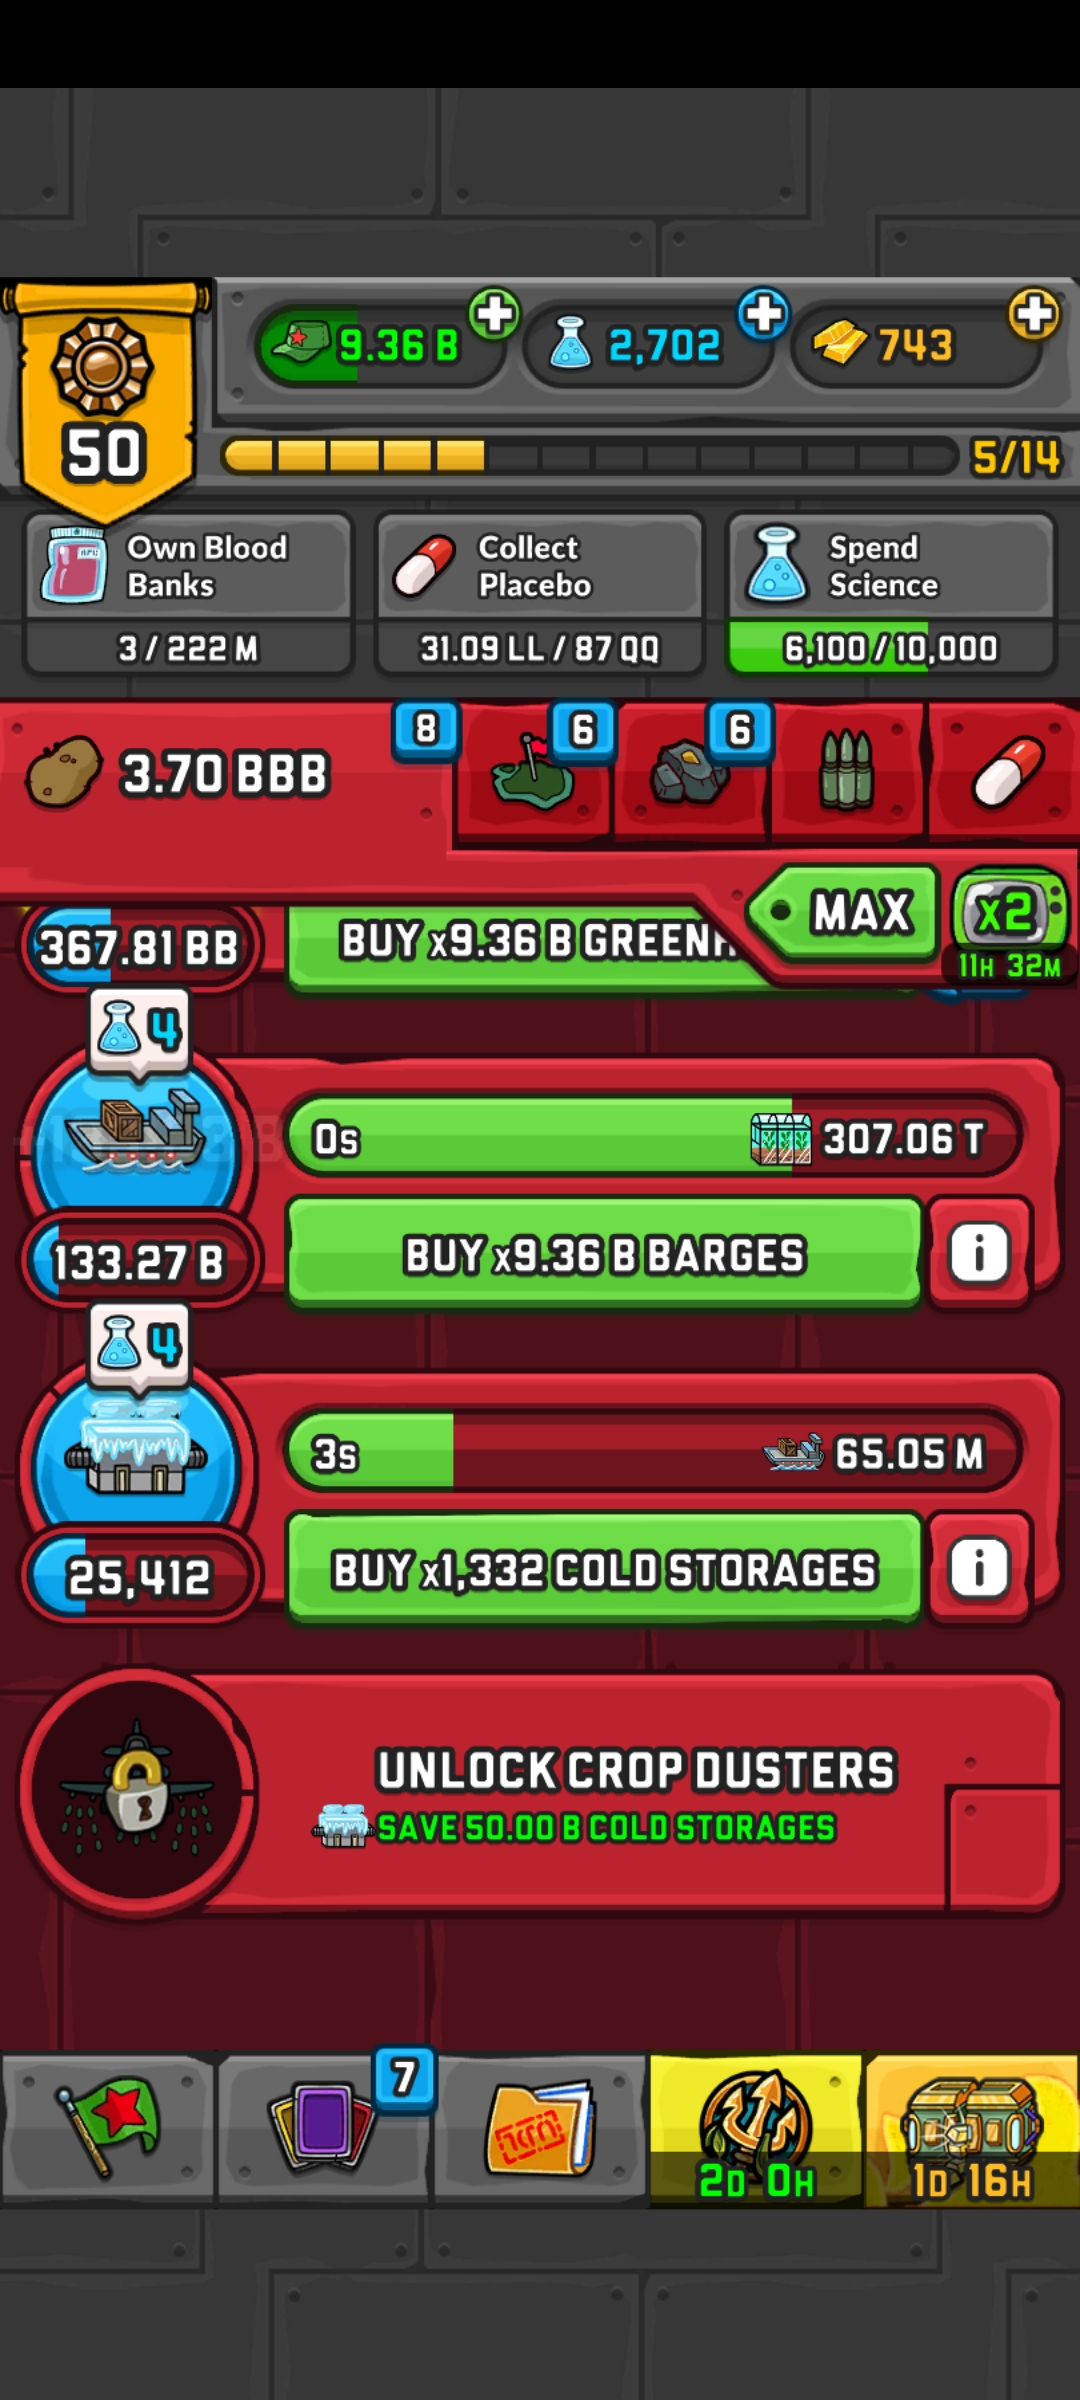 9.36 B
2,702
743
50
5/14
Own Blood
Banks
3 / 222 M
Collect
Placebo
31.09 LL / 87 QQ
Spend
Science
6,100 / 10,000
3.70 BBB
8
6
6
MAX
x2
11H 32M
367.81 BB
BUY x9.36 B
4
0s
307.06 T
BUY x9.36 B BARGES
i
133.27 B
4
3s
65.05 M
BUY x1,332 COLD STORAGES
i
25,412
UNLOCK CROP DUSTERS
SAVE 50.00 B COLD STORAGES
7
2D 0H
1D 16H